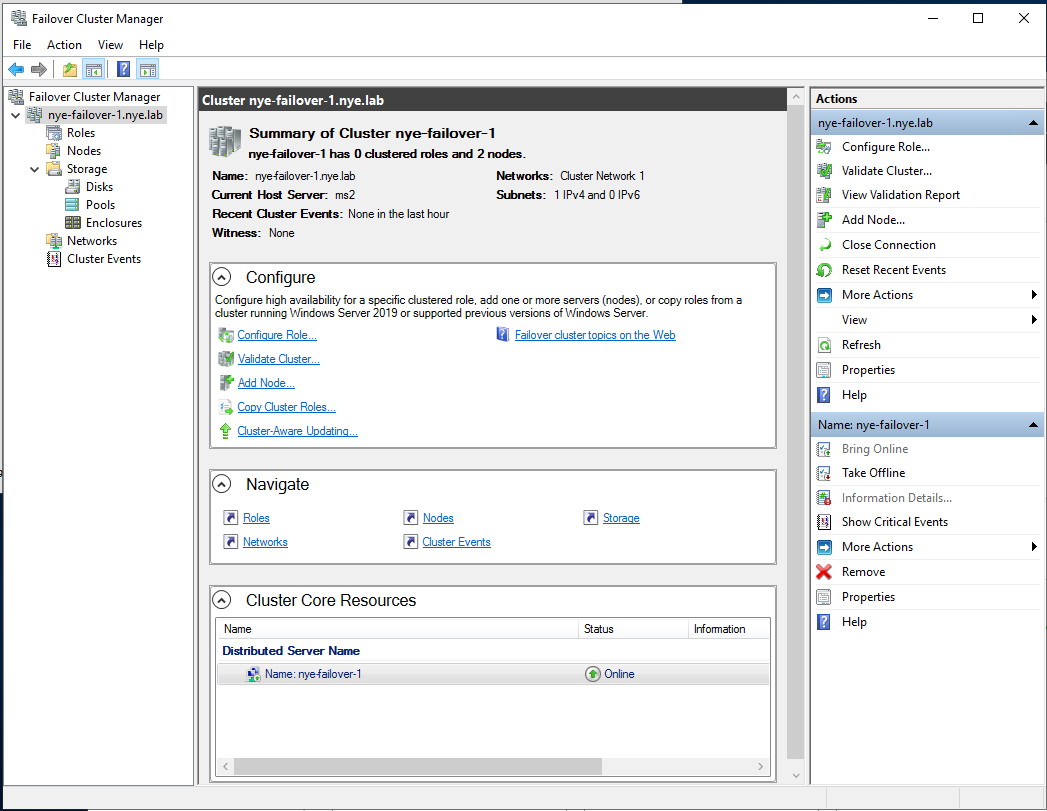 Failover Cluster Manager
File Action View Help
Failover Cluster Manager
nye-failover-1.nye.lab
Roles
Nodes
Storage
Disks
Pools
Enclosures
Networks
Cluster Events
Cluster nye-failover-1.nye.lab
Summary of Cluster nye-failover-1
nye-failover-1 has 0 clustered roles and 2 nodes.
Name: nye-failover-1.nye.lab
Networks: Cluster Network 1
Current Host Server: ms2
Subnets: 1 IPv4 and 0 IPv6
Recent Cluster Events: None in the last hour
Witness: None
Configure
Configure high availability for a specific clustered role, add one or more servers (nodes), or copy roles from a
cluster running Windows Server 2019 or supported previous versions of Windows Server.
Configure Role...
Failover cluster topics on the Web
Validate Cluster...
Add Node...
Copy Cluster Roles...
Cluster-Aware Updating...
Navigate
Roles
Nodes
Storage
Networks
Cluster Events
Cluster Core Resources
Name Status Information
Distributed Server Name
Name: nye-failover-1 Online
Actions
nye-failover-1.nye.lab
Configure Role...
Validate Cluster...
View Validation Report
Add Node...
Close Connection
Reset Recent Events
More Actions
View
Refresh
Properties
Help
Name: nye-failover-1
Bring Online
Take Offline
Information Details...
Show Critical Events
More Actions
Remove
Properties
Help